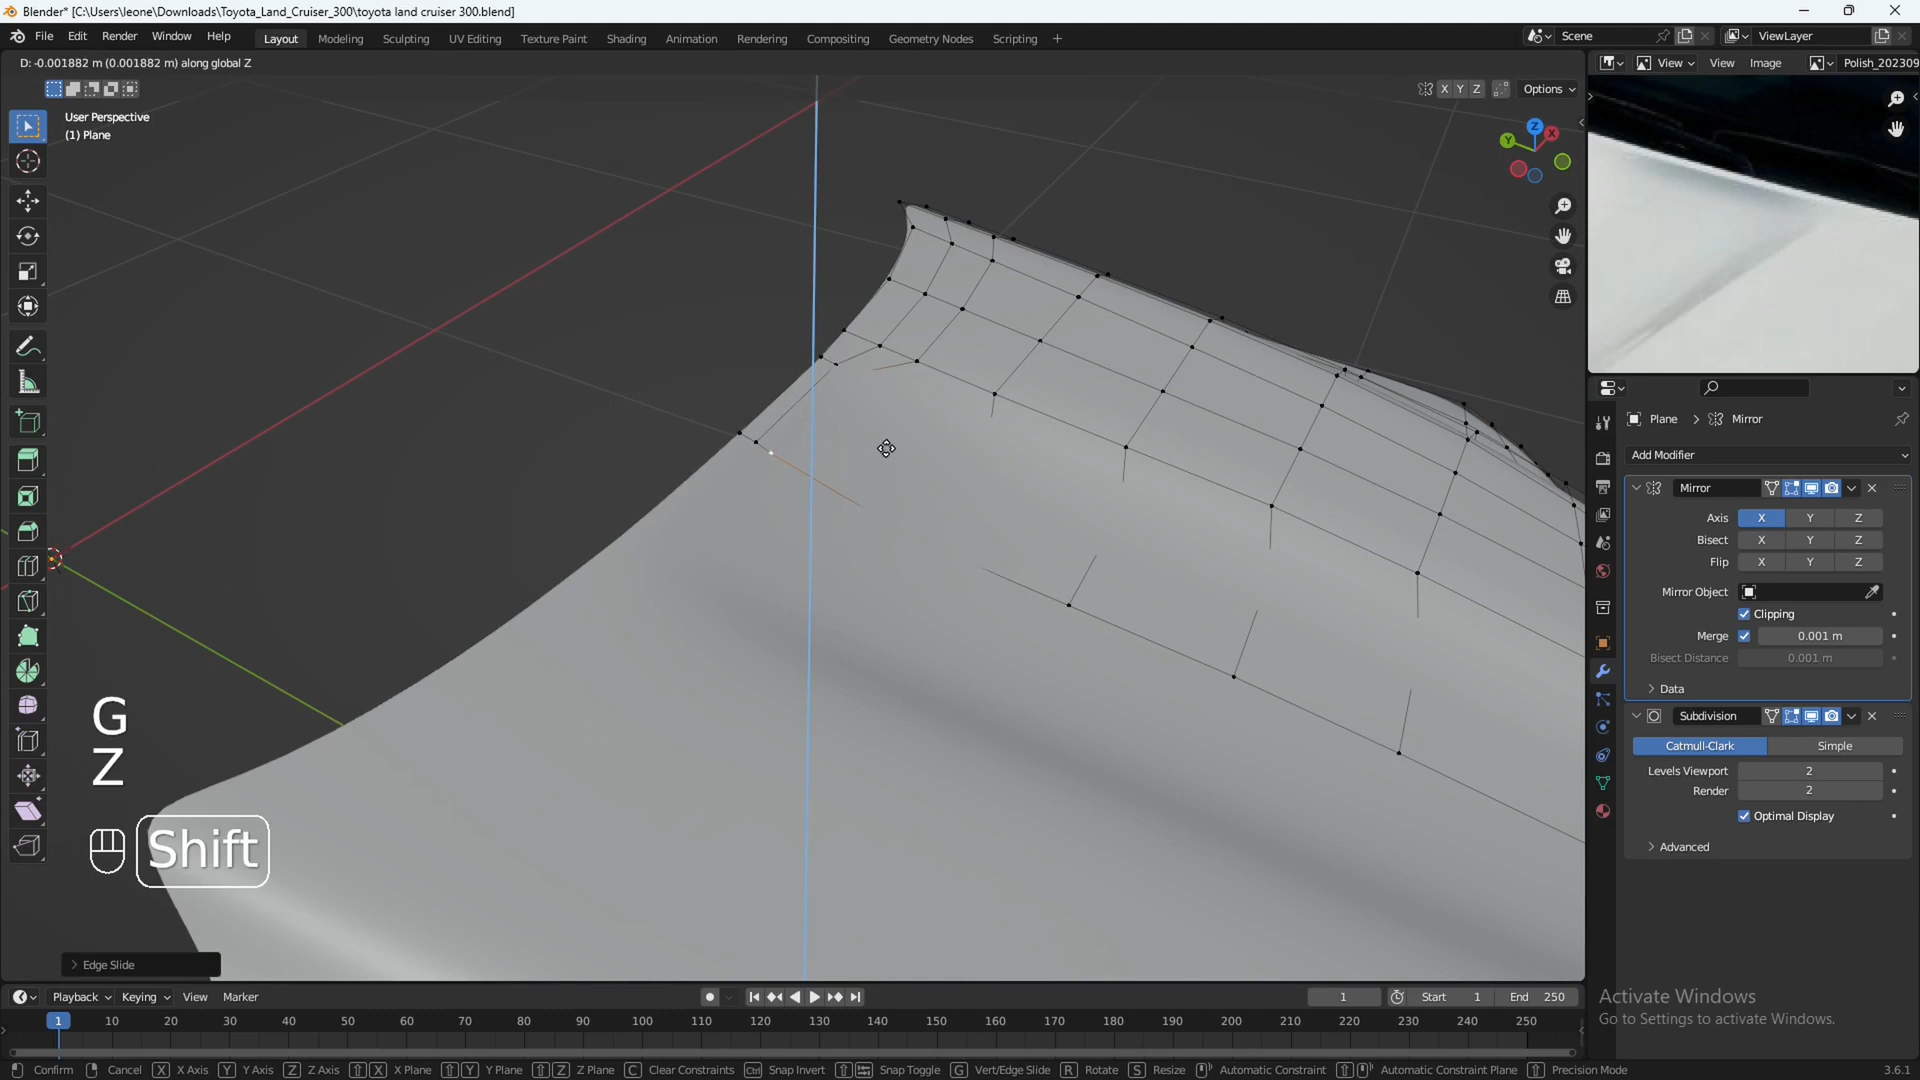 Blender* [C:\Users\leone\Downloads\Toyota_Land_Cruiser_300\toyota land cruiser 300.blend]
File Edit Render Window Help Layout Modeling Sculpting UV Editing Texture Paint Shading Animation Rendering Compositing Geometry Nodes Scripting + Scene ViewLayer
D: -0.001882 m (0.001882 m) along global Z
View View Image Polish_202309
X Y Z Options
User Perspective
(1) Plane
Z X Y
Plane Mirror
Add Modifier
Mirror
Axis X Y Z
Bisect X Y Z
Flip X Y Z
Mirror Object
Clipping
Merge 0.001 m
Bisect Distance 0.001 m
Data
Subdivision
Catmull-Clark Simple
Levels Viewport 2
Render 2
Optimal Display
Advanced
G
Z
Shift
Edge Slide
Playback Keying View Marker 1 Start 1 End 250
1 10 20 30 40 50 60 70 80 90 100 110 120 130 140 150 160 170 180 190 200 210 220 230 240 250
Activate Windows
Go to Settings to activate Windows.
Confirm Cancel X X Axis Y Y Axis Z Z Axis X X Plane Y Y Plane Z Z Plane C Clear Constraints Ctrl Snap Invert Snap Toggle G Vert/Edge Slide R Rotate S Resize Automatic Constraint Automatic Constraint Plane Precision Mode 3.6.1